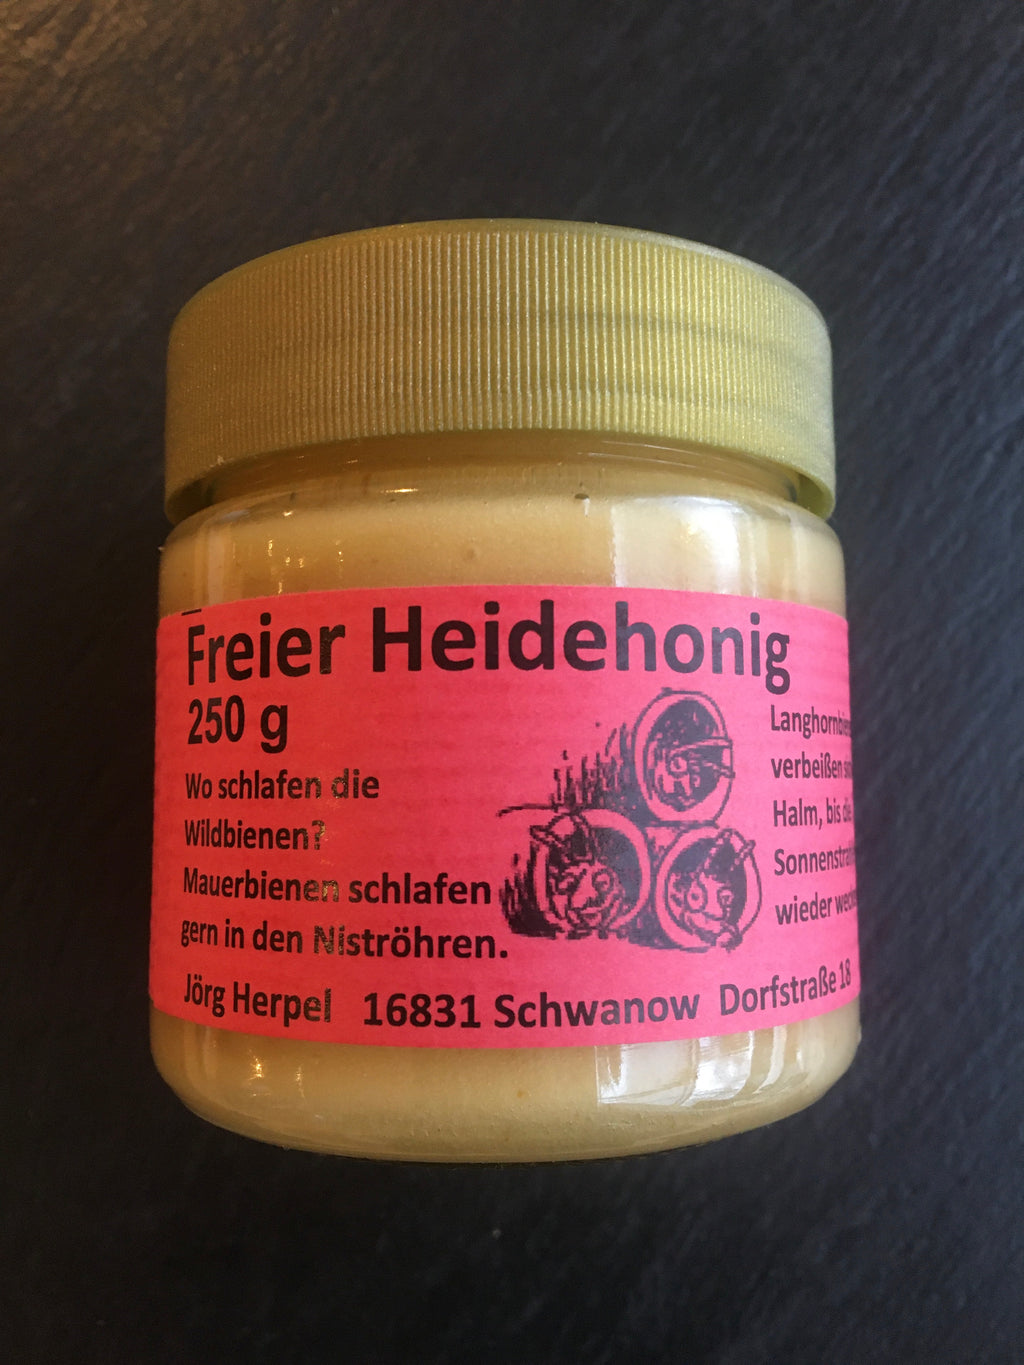 Freier Heidehonig
250 g
Wo schlafen die
Wildbienen?
Mauerbienen schlafen
gern in den Niströhren.
verbeißen
Halm, bis die
wieder
Jörg Herpel 16831 Schwanow Dorfstraße 18